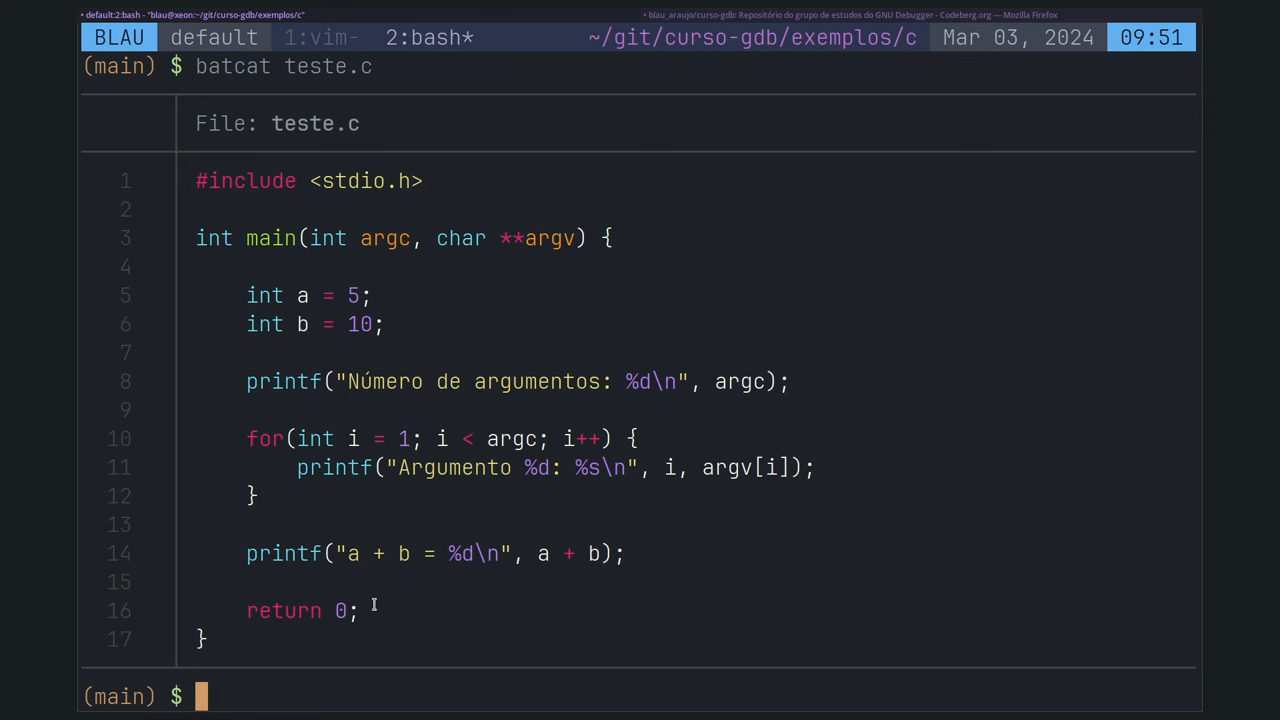 • default:2:bash - "blau@xeon:~/git/curso-gdb/exemplos/c"
• blau_araujo/curso-gdb: Repositório do grupo de estudos do GNU Debugger - Codeberg.org — Mozilla Firefox
BLAU default 1:vim- 2:bash* ~/git/curso-gdb/exemplos/c Mar 03, 2024 09:51
(main) $ batcat teste.c
File: teste.c
1 #include <stdio.h>
2
3 int main(int argc, char **argv) {
4
5 int a = 5;
6 int b = 10;
7
8 printf("Número de argumentos: %d\n", argc);
9
10 for(int i = 1; i < argc; i++) {
11 printf("Argumento %d: %s\n", i, argv[i]);
12 }
13
14 printf("a + b = %d\n", a + b);
15
16 return 0;
17 }
(main) $